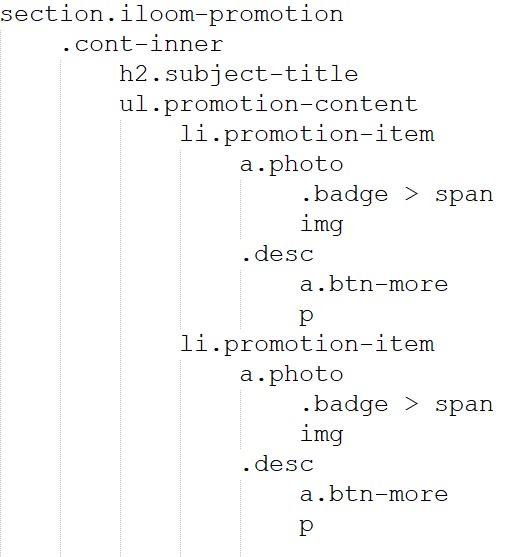 section.iloom-promotion
.cont-inner
h2.subject-title
ul.promotion-content
li.promotion-item
a.photo
.badge > span
img
.desc
a.btn-more
p
li.promotion-item
a.photo
.badge > span
img
.desc
a.btn-more
p